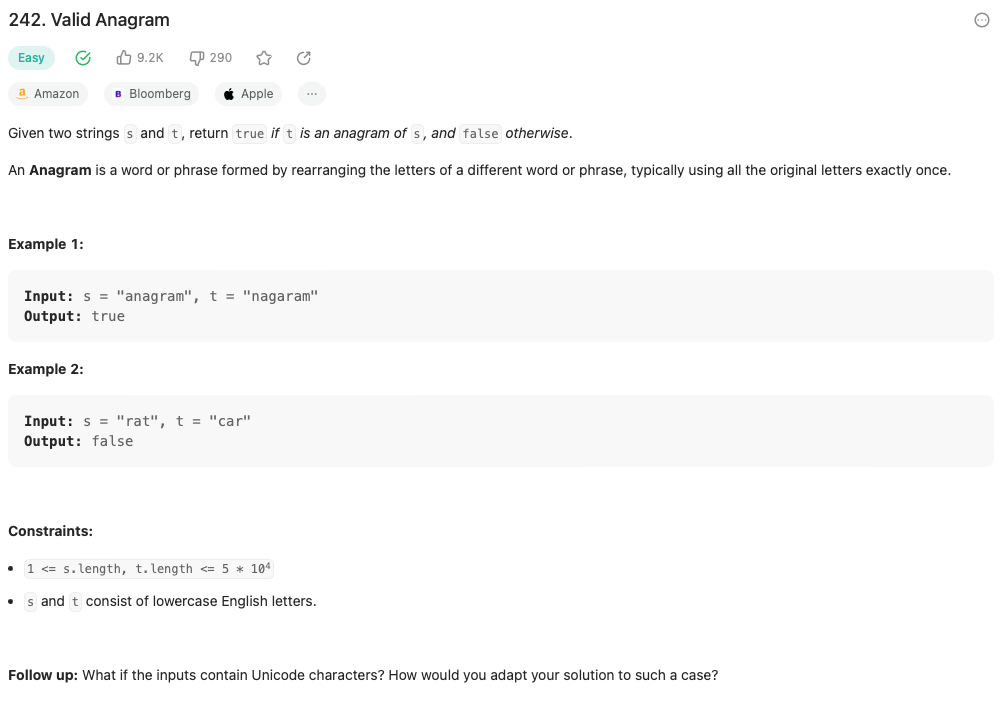 242. Valid Anagram
Easy 9.2K 290
Amazon Bloomberg Apple ...
Given two strings s and t, return true if t is an anagram of s, and false otherwise.
An Anagram is a word or phrase formed by rearranging the letters of a different word or phrase, typically using all the original letters exactly once.
Example 1:
Input: s = "anagram", t = "nagaram"
Output: true
Example 2:
Input: s = "rat", t = "car"
Output: false
Constraints:
• 1 <= s.length, t.length <= 5 * 10⁴
• s and t consist of lowercase English letters.
Follow up: What if the inputs contain Unicode characters? How would you adapt your solution to such a case?